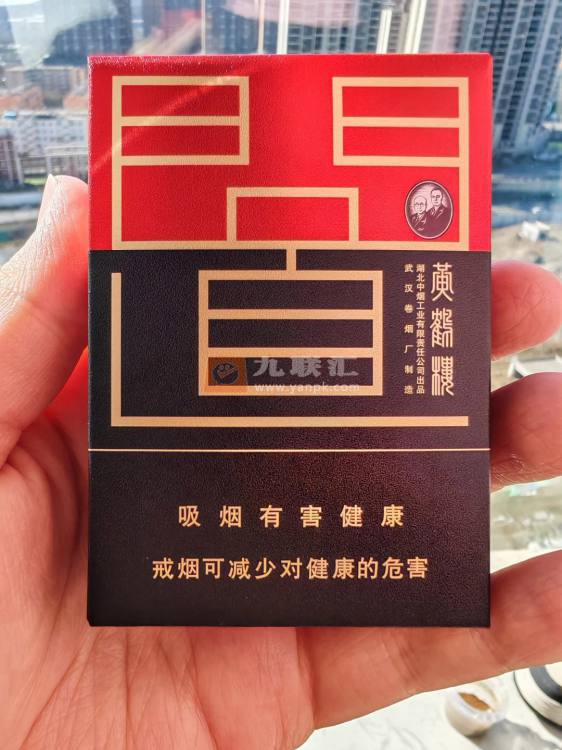 黄鹤楼
湖北中烟工业有限责任公司出品
武汉卷烟厂制造
九联汇
www.yanpk.com
吸烟有害健康
戒烟可减少对健康的危害